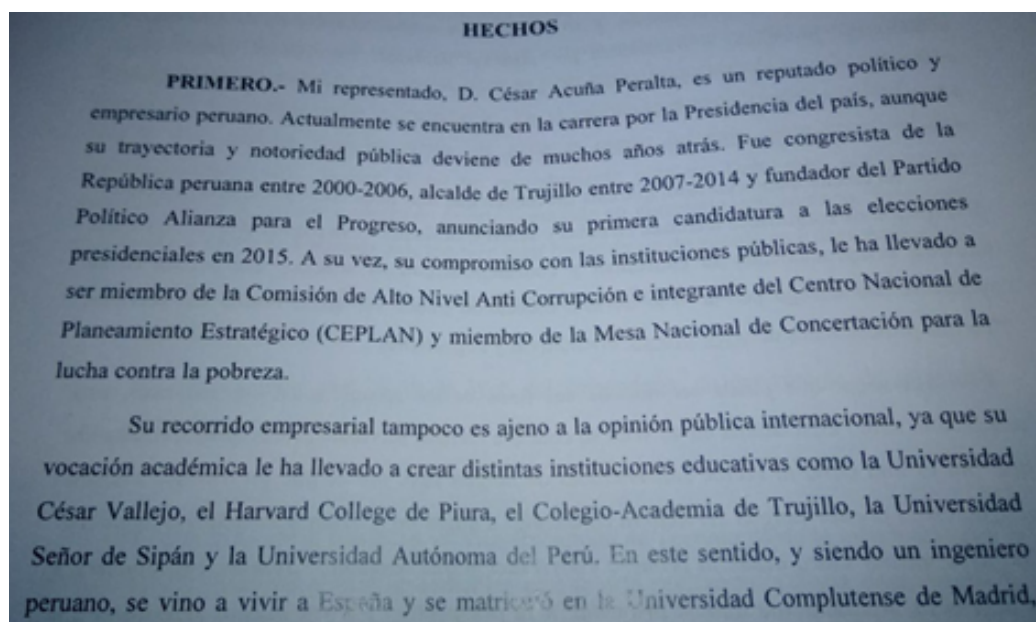 HECHOS
PRIMERO.- Mi representado, D. César Acuña Peralta, es un reputado político y
empresario peruano. Actualmente se encuentra en la carrera por la Presidencia del país, aunque
su trayectoria y notoriedad pública deviene de muchos años atrás. Fue congresista de la
República peruana entre 2000-2006, alcalde de Trujillo entre 2007-2014 y fundador del Partido
Político Alianza para el Progreso, anunciando su primera candidatura a las elecciones
presidenciales en 2015. A su vez, su compromiso con las instituciones públicas, le ha llevado a
ser miembro de la Comisión de Alto Nivel Anti Corrupción e integrante del Centro Nacional de
Planeamiento Estratégico (CEPLAN) y miembro de la Mesa Nacional de Concertación para la
lucha contra la pobreza.
Su recorrido empresarial tampoco es ajeno a la opinión pública internacional, ya que su
vocación académica le ha llevado a crear distintas instituciones educativas como la Universidad
César Vallejo, el Harvard College de Piura, el Colegio-Academia de Trujillo, la Universidad
Señor de Sipán y la Universidad Autónoma del Perú. En este sentido, y siendo un ingeniero
peruano, se vino a vivir a España y se matriculó en la Universidad Complutense de Madrid,